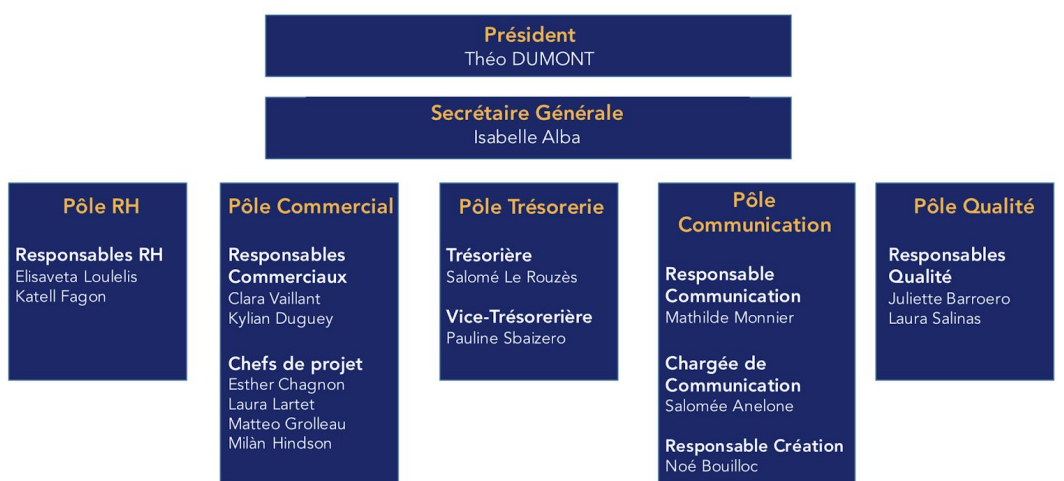 Président
Théo DUMONT
Secrétaire Générale
Isabelle Alba
Pôle RH
Responsables RH
Elisaveta Loulelis
Katell Fagon
Pôle Commercial
Responsables
Commerciaux
Clara Vaillant
Kylian Duguey
Chefs de projet
Esther Chagnon
Laura Lartet
Matteo Grolleau
Milàn Hindson
Pôle Trésorerie
Trésorière
Salomé Le Rouzès
Vice-Trésorerière
Pauline Sbaizero
Pôle
Communication
Responsable
Communication
Mathilde Monnier
Chargée de
Communication
Salomée Anelone
Responsable Création
Noé Bouilloc
Pôle Qualité
Responsables
Qualité
Juliette Barroero
Laura Salinas